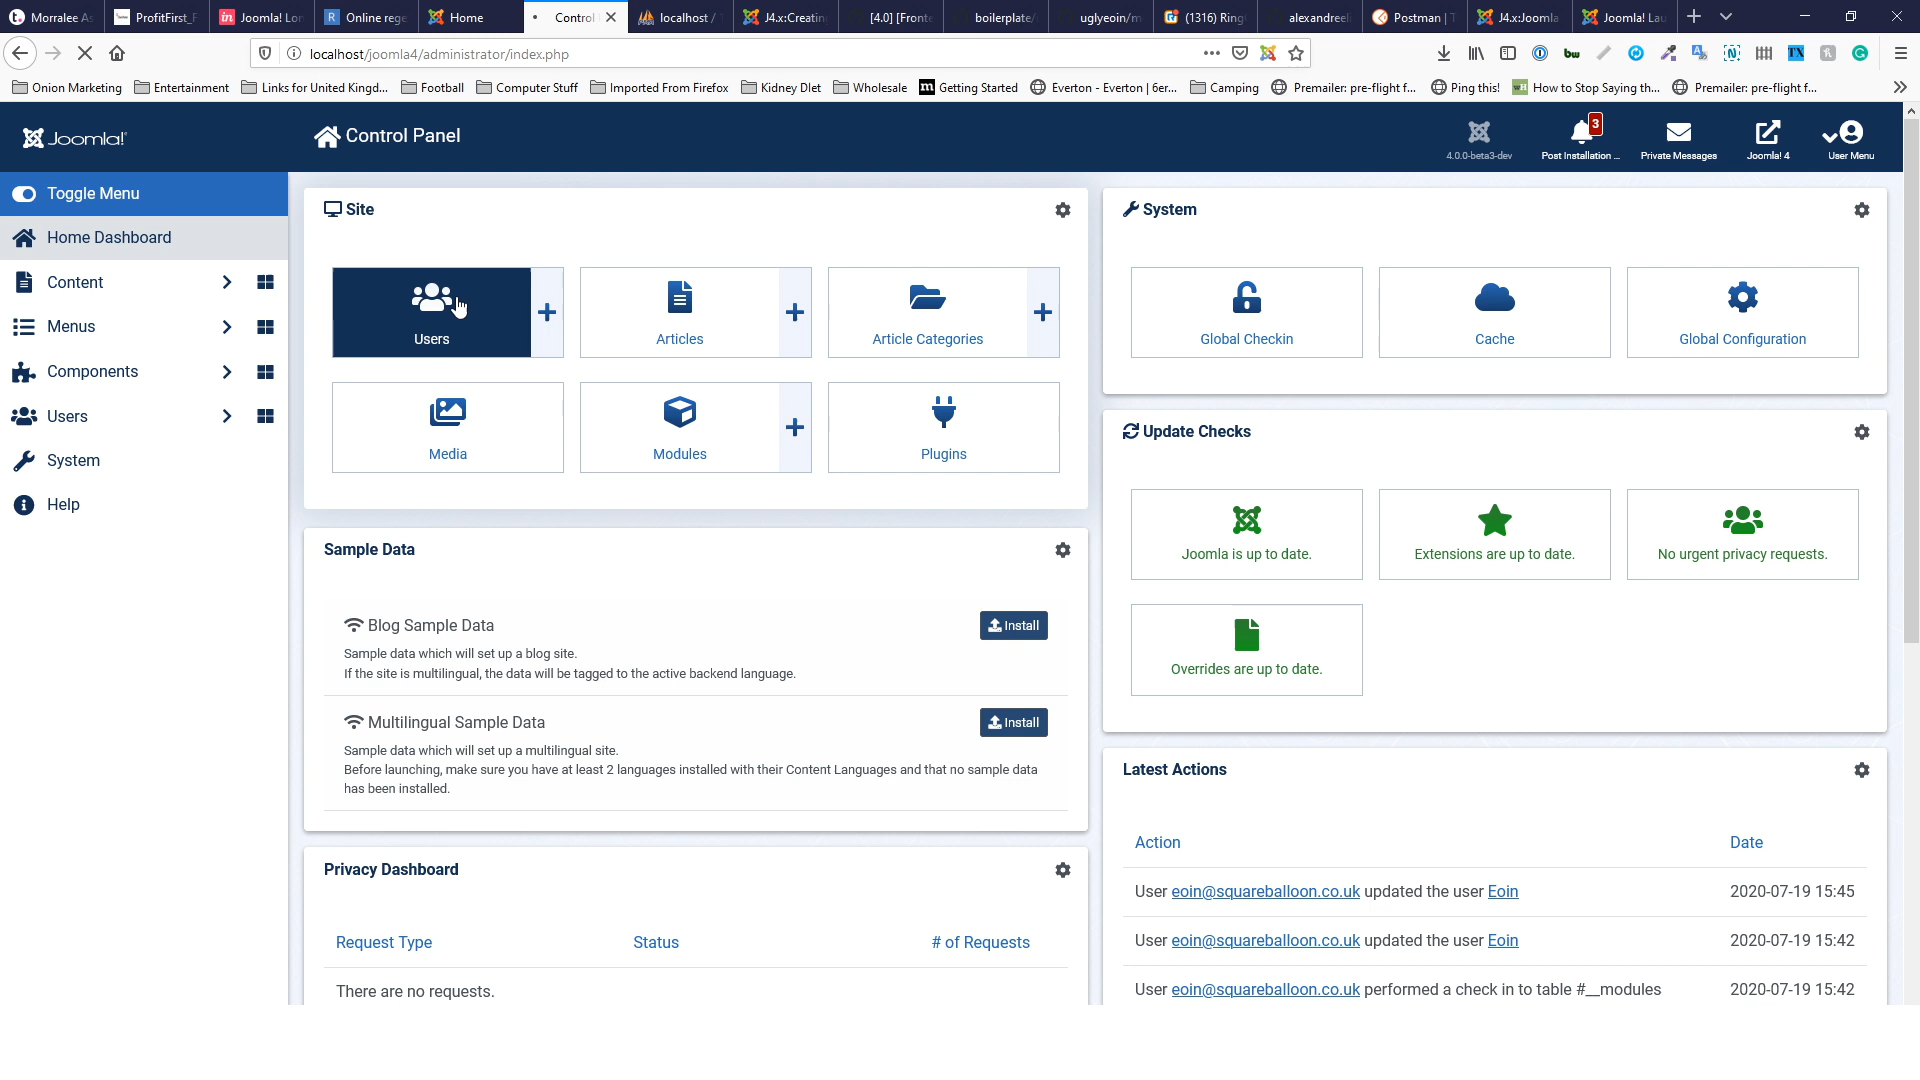 Morralee As
ProfitFirst_F
Joomla! Lon
Online rege
Home
Control
localhost /
J4.x:Creatin
[4.0] [Fronte
boilerplate/
uglyeoin/m
(1316) Ring
alexandreeli
Postman | T
J4.x:Joomla
Joomla! Lau
localhost/joomla4/administrator/index.php
Onion Marketing
Entertainment
Links for United Kingd...
Football
Computer Stuff
Imported From Firefox
Kidney DIet
Wholesale
Getting Started
Everton - Everton | 6er...
Camping
Premailer: pre-flight f...
Ping this!
How to Stop Saying th...
Premailer: pre-flight f...
Joomla!
Control Panel
4.0.0-beta3-dev
3
Post Installation ...
Private Messages
Joomla! 4
User Menu
Toggle Menu
Home Dashboard
Content
Menus
Components
Users
System
Help
Site
Users
Articles
Article Categories
Media
Modules
Plugins
Sample Data
Blog Sample Data
Install
Sample data which will set up a blog site.
If the site is multilingual, the data will be tagged to the active backend language.
Multilingual Sample Data
Install
Sample data which will set up a multilingual site.
Before launching, make sure you have at least 2 languages installed with their Content Languages and that no sample data
has been installed.
Privacy Dashboard
Request Type Status # of Requests
There are no requests.
System
Global Checkin
Cache
Global Configuration
Update Checks
Joomla is up to date.
Extensions are up to date.
No urgent privacy requests.
Overrides are up to date.
Latest Actions
Action Date
User eoin@squareballoon.co.uk updated the user Eoin 2020-07-19 15:45
User eoin@squareballoon.co.uk updated the user Eoin 2020-07-19 15:42
User eoin@squareballoon.co.uk performed a check in to table #__modules 2020-07-19 15:42